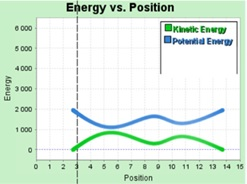 Energy vs. Position
Kinetic Energy
Potential Energy
6 000
5 000
4 000
3 000
2 000
1 000
0
Energy
0 1 2 3 4 5 6 7 8 9 10 11 12 13 14 15
Position